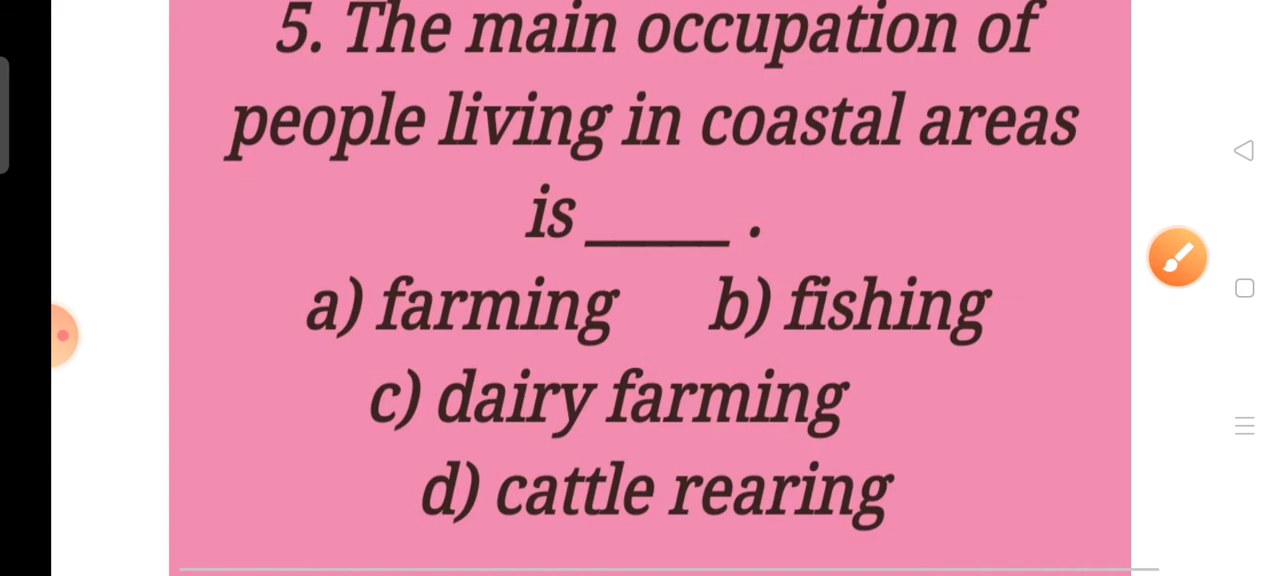 5. The main occupation of
people living in coastal areas
is _____ .
a) farming b) fishing
c) dairy farming
d) cattle rearing